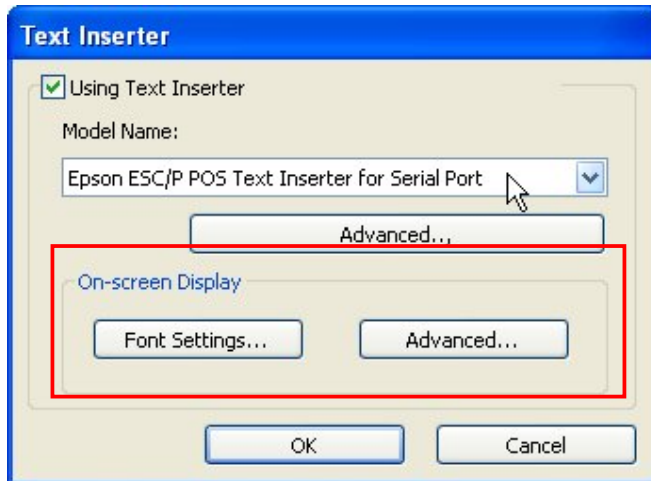 Text Inserter
Using Text Inserter
Model Name:
Epson ESC/P POS Text Inserter for Serial Port
Advanced..,
On-screen Display
Font Settings... Advanced...
OK Cancel